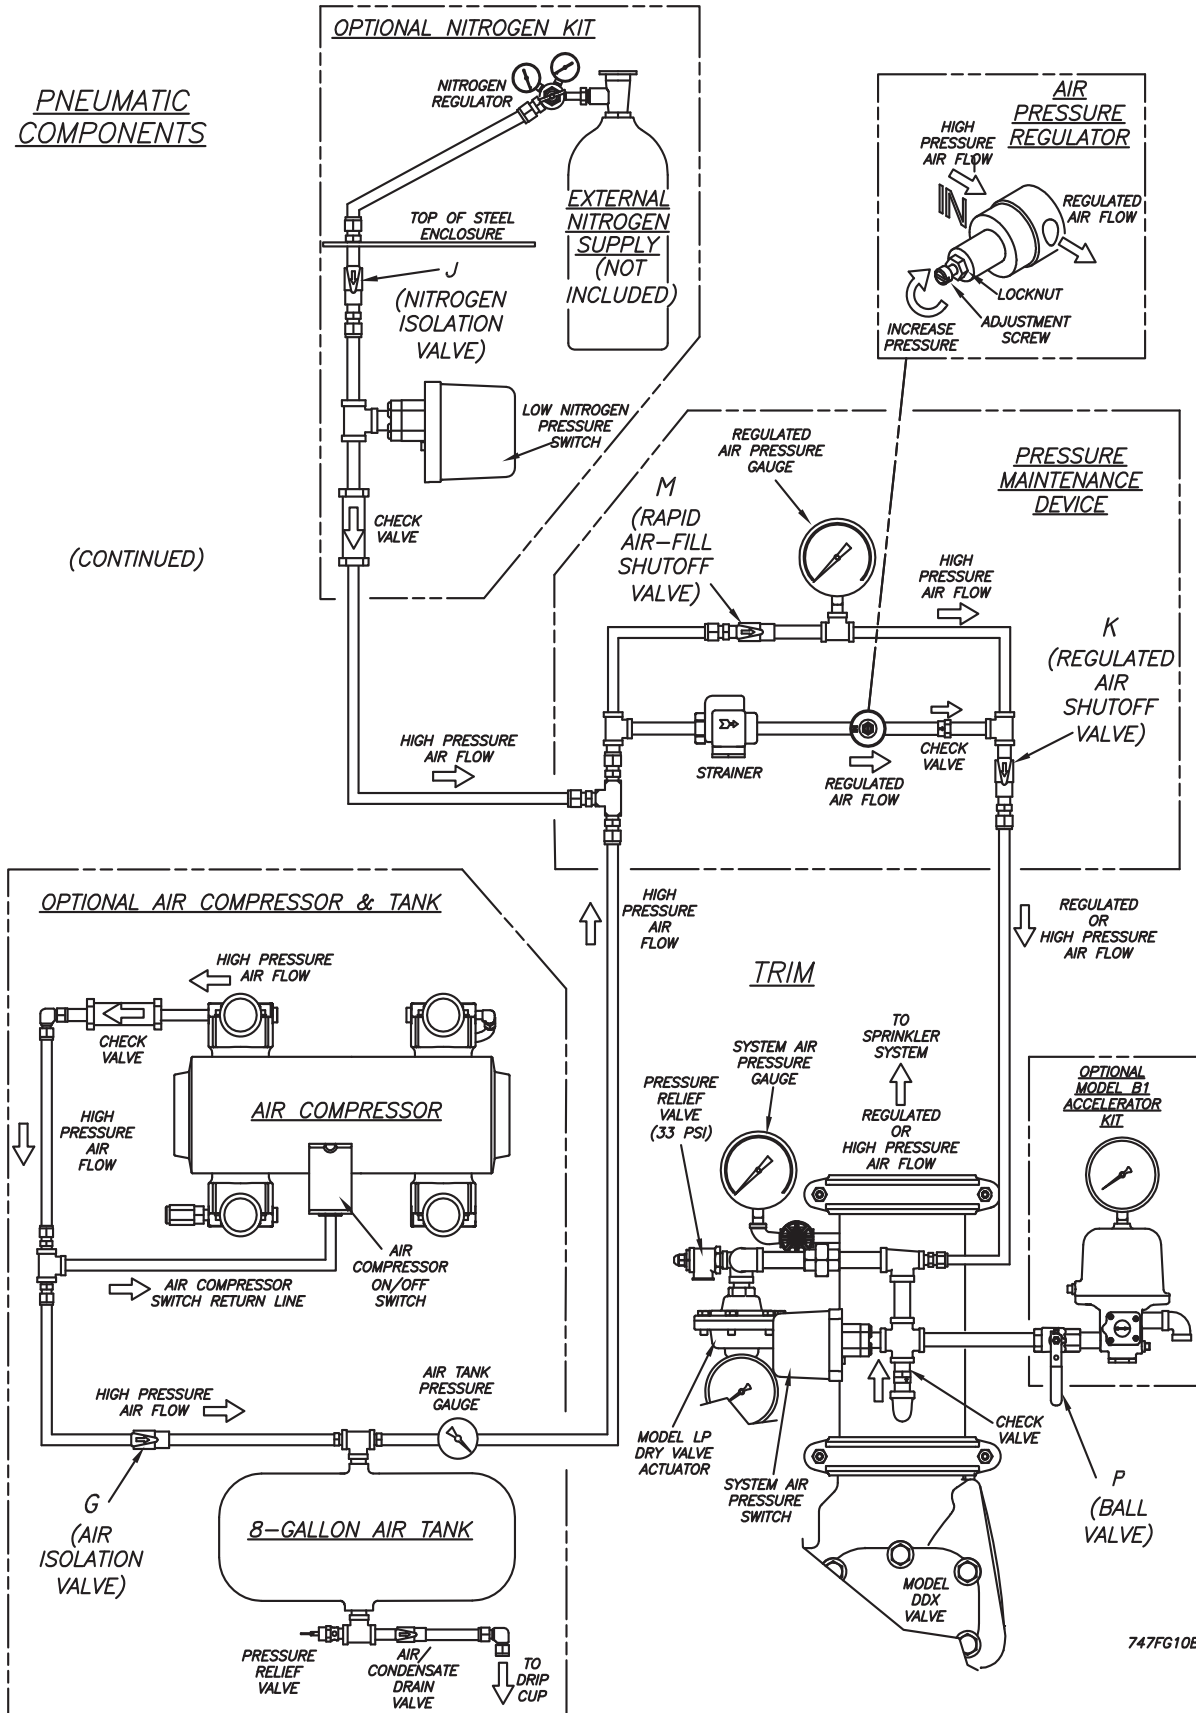 PNEUMATIC
COMPONENTS
(CONTINUED)
OPTIONAL NITROGEN KIT
NITROGEN
REGULATOR
EXTERNAL
NITROGEN
SUPPLY
(NOT
INCLUDED)
TOP OF STEEL
ENCLOSURE
J
(NITROGEN
ISOLATION
VALVE)
LOW NITROGEN
PRESSURE
SWITCH
CHECK
VALVE
AIR
PRESSURE
REGULATOR
HIGH
PRESSURE
AIR FLOW
IN
REGULATED
AIR FLOW
LOCKNUT
ADJUSTMENT
SCREW
INCREASE
PRESSURE
PRESSURE
MAINTENANCE
DEVICE
REGULATED
AIR PRESSURE
GAUGE
M
(RAPID
AIR-FILL
SHUTOFF
VALVE)
HIGH
PRESSURE
AIR FLOW
K
(REGULATED
AIR
SHUTOFF
VALVE)
STRAINER
REGULATED
AIR FLOW
CHECK
VALVE
HIGH PRESSURE
AIR FLOW
HIGH
PRESSURE
AIR
FLOW
REGULATED
OR
HIGH PRESSURE
AIR FLOW
OPTIONAL AIR COMPRESSOR & TANK
HIGH PRESSURE
AIR FLOW
CHECK
VALVE
AIR COMPRESSOR
HIGH
PRESSURE
AIR
FLOW
AIR
COMPRESSOR
ON/OFF
SWITCH
AIR COMPRESSOR
SWITCH RETURN LINE
HIGH PRESSURE
AIR FLOW
AIR TANK
PRESSURE
GAUGE
G
(AIR
ISOLATION
VALVE)
8-GALLON AIR TANK
PRESSURE
RELIEF
VALVE
AIR/
CONDENSATE
DRAIN
VALVE
TO
DRIP
CUP
TRIM
TO
SPRINKLER
SYSTEM
SYSTEM AIR
PRESSURE
GAUGE
PRESSURE
RELIEF
VALVE
(33 PSI)
REGULATED
OR
HIGH PRESSURE
AIR FLOW
OPTIONAL
MODEL B1
ACCELERATOR
KIT
MODEL LP
DRY VALVE
ACTUATOR
SYSTEM AIR
PRESSURE
SWITCH
CHECK
VALVE
P
(BALL
VALVE)
MODEL
DDX
VALVE
747FG10B